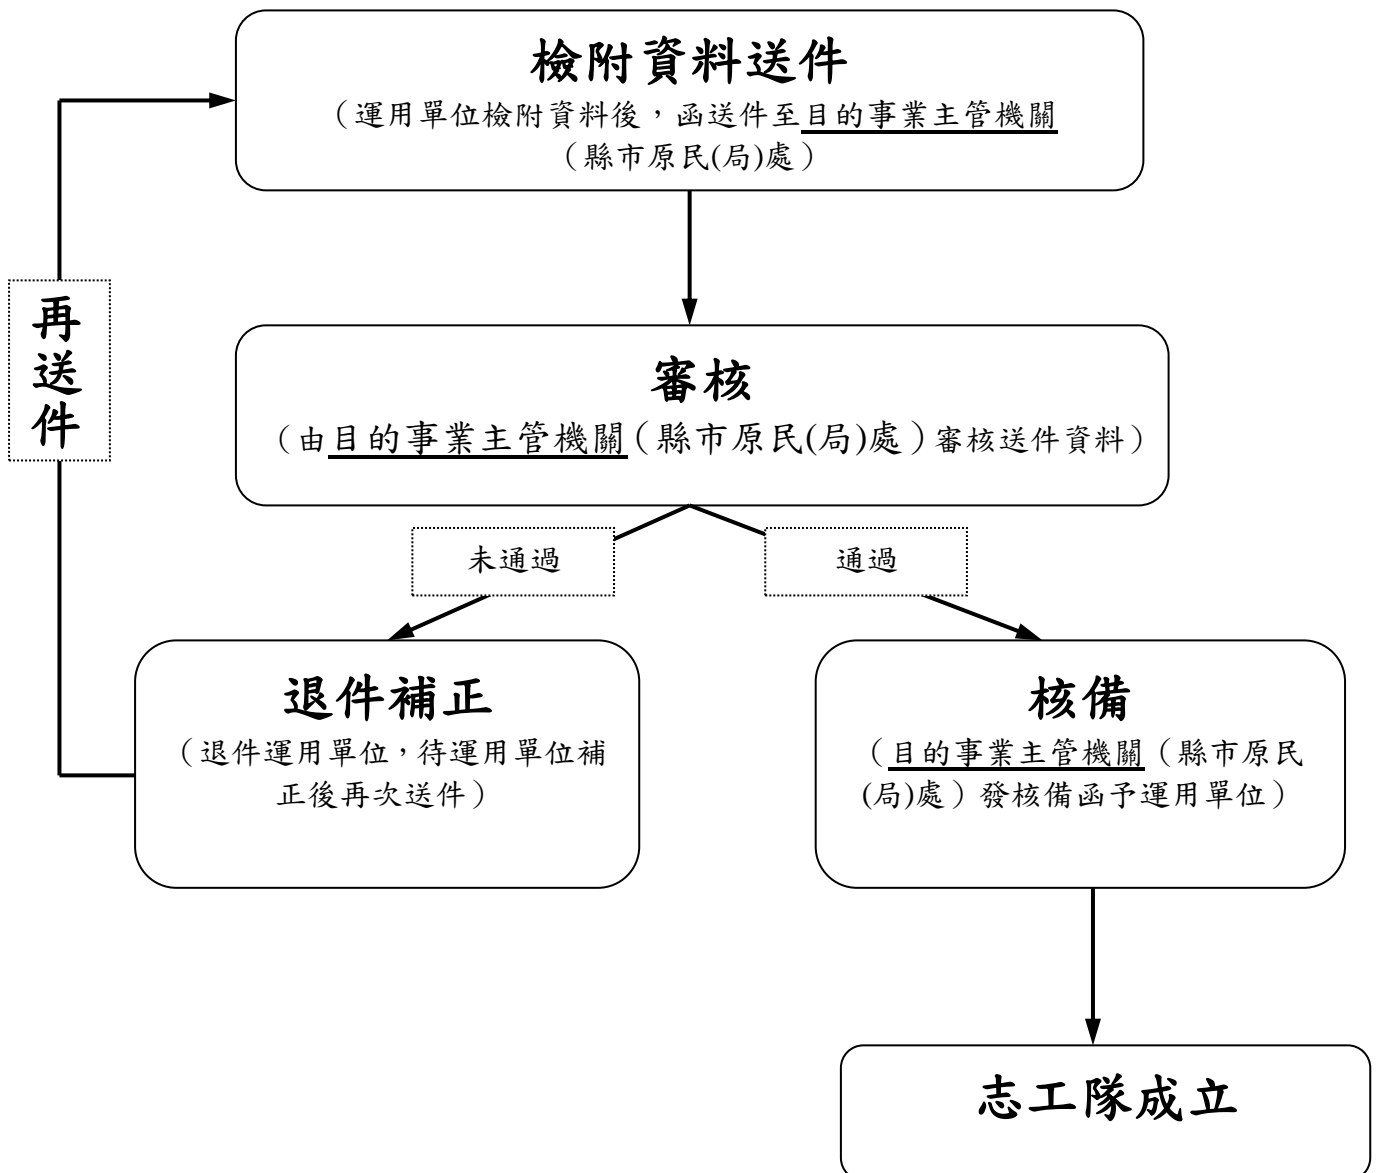 檢附資料送件
（運用單位檢附資料後，函送件至目的事業主管機關
（縣市原民(局)處）
再
送
件
審核
（由目的事業主管機關（縣市原民(局)處）審核送件資料）
未通過
通過
退件補正
（退件運用單位，待運用單位補
正後再次送件）
核備
（目的事業主管機關（縣市原民
(局)處）發核備函予運用單位）
志工隊成立